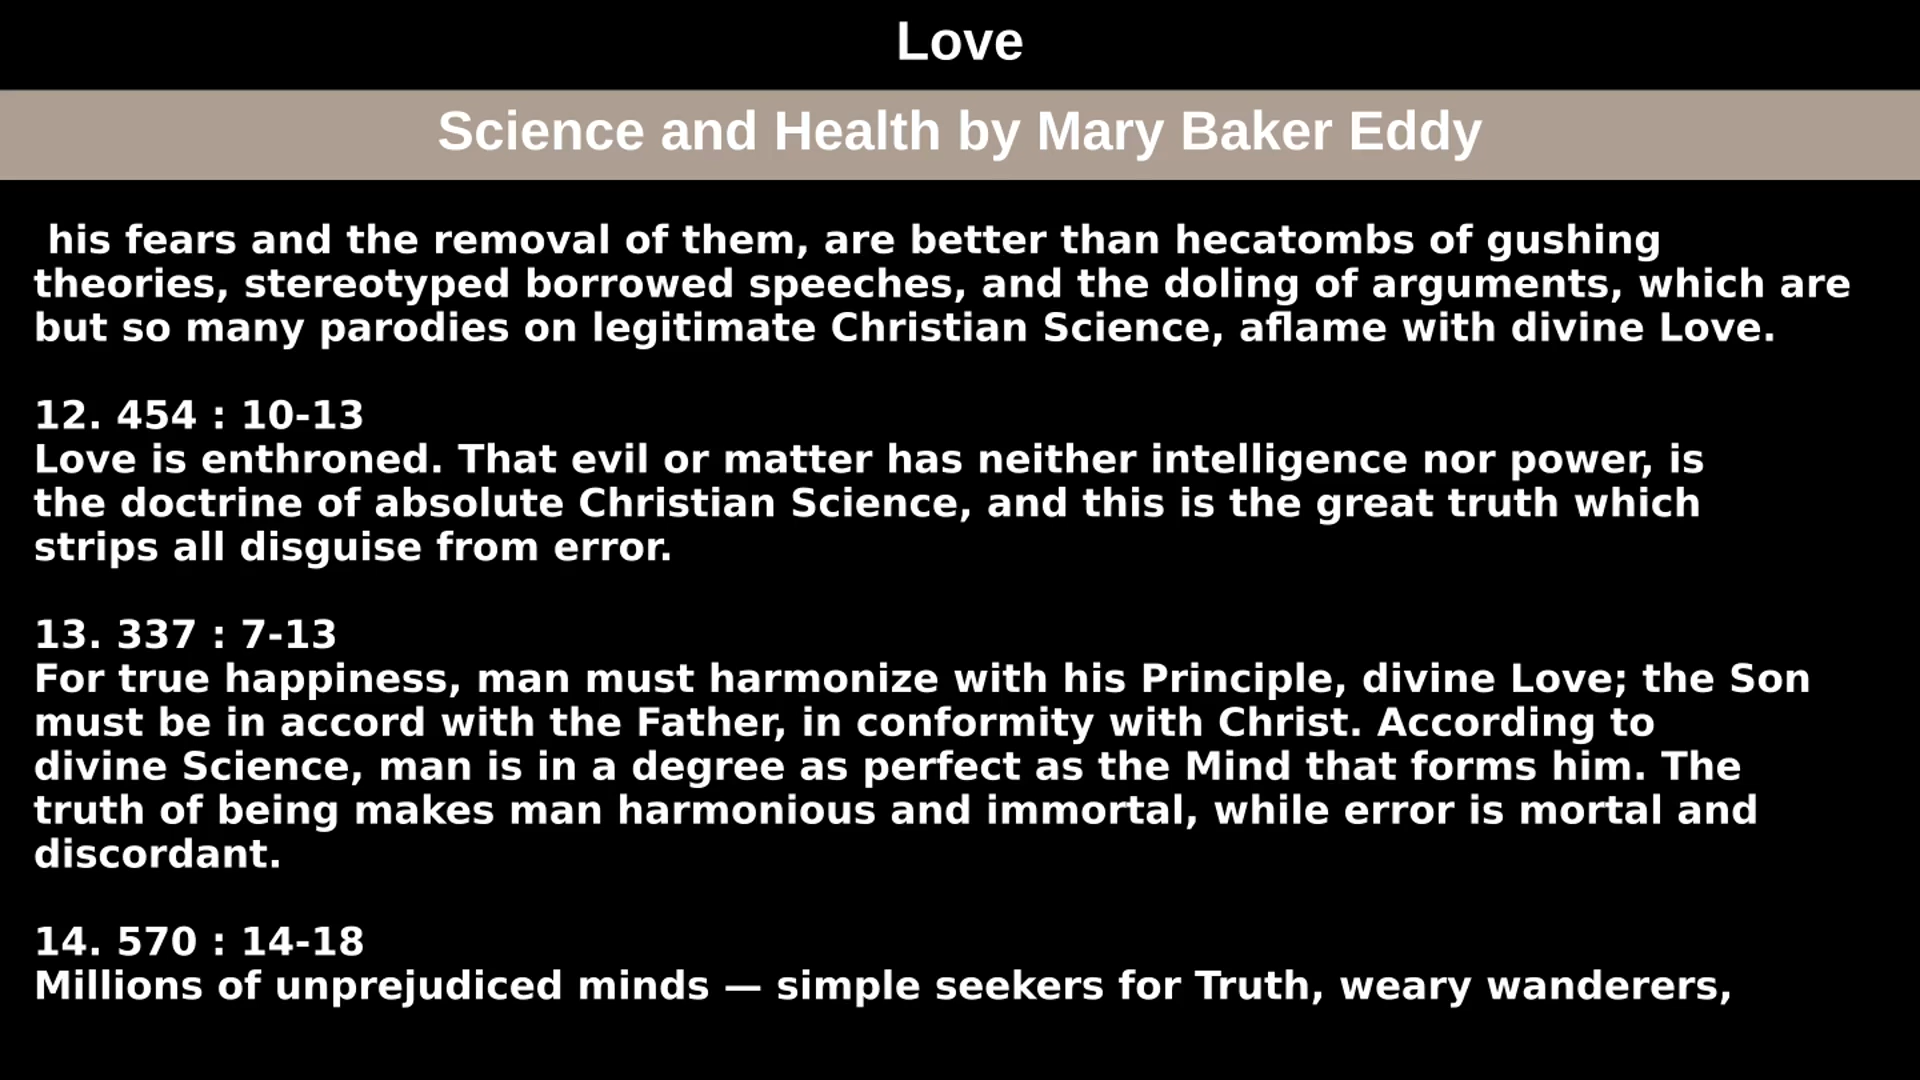 Love
Science and Health by Mary Baker Eddy
his fears and the removal of them, are better than hecatombs of gushing
theories, stereotyped borrowed speeches, and the doling of arguments, which are
but so many parodies on legitimate Christian Science, aflame with divine Love.
12. 454 : 10-13
Love is enthroned. That evil or matter has neither intelligence nor power, is
the doctrine of absolute Christian Science, and this is the great truth which
strips all disguise from error.
13. 337 : 7-13
For true happiness, man must harmonize with his Principle, divine Love; the Son
must be in accord with the Father, in conformity with Christ. According to
divine Science, man is in a degree as perfect as the Mind that forms him. The
truth of being makes man harmonious and immortal, while error is mortal and
discordant.
14. 570 : 14-18
Millions of unprejudiced minds — simple seekers for Truth, weary wanderers,